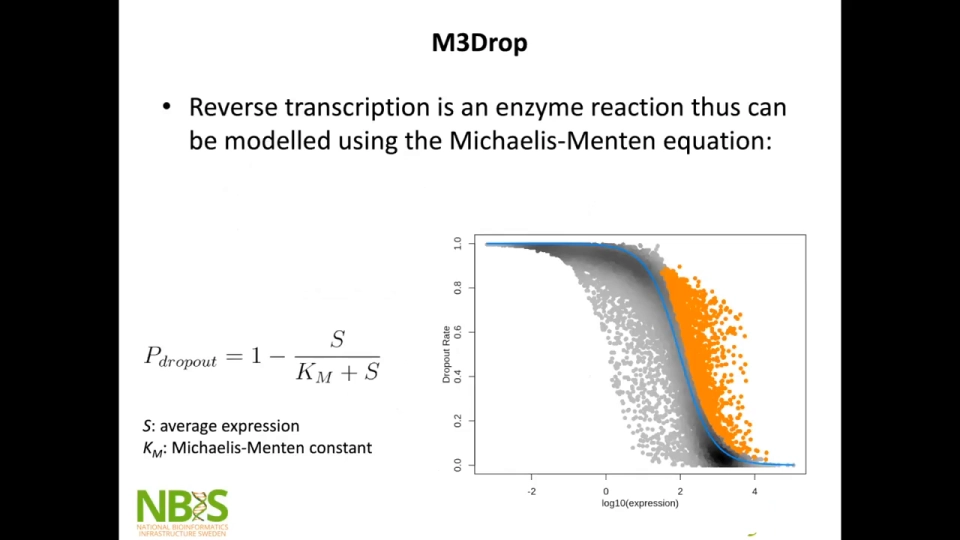 M3Drop
• Reverse transcription is an enzyme reaction thus can
be modelled using the Michaelis-Menten equation:
P_dropout = 1 − S / (K_M + S)
S: average expression
K_M: Michaelis-Menten constant
Dropout Rate
1.0
0.8
0.6
0.4
0.2
0.0
-2 0 2 4
log10(expression)
NBIS
NATIONAL BIOINFORMATICS
INFRASTRUCTURE SWEDEN